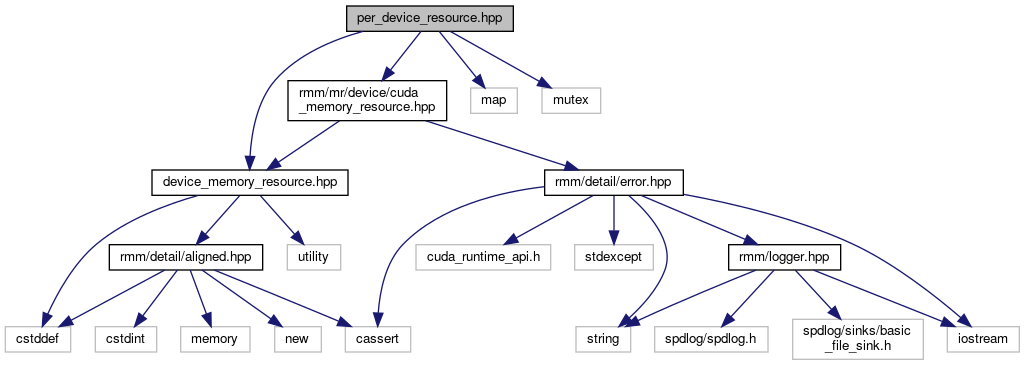 per_device_resource.hpp
rmm/mr/device/cuda
_memory_resource.hpp
map
mutex
device_memory_resource.hpp
rmm/detail/error.hpp
rmm/detail/aligned.hpp
utility
cuda_runtime_api.h
stdexcept
rmm/logger.hpp
cstddef
cstdint
memory
new
cassert
string
spdlog/spdlog.h
spdlog/sinks/basic
_file_sink.h
iostream